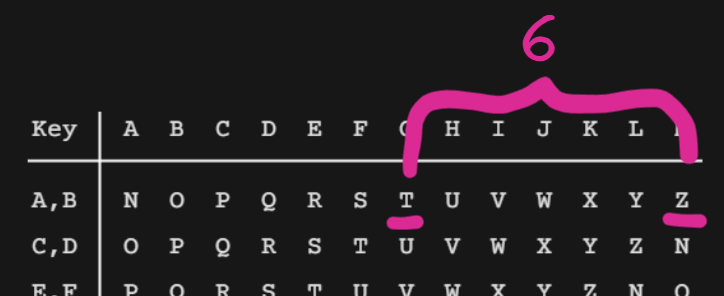 6
Key A B C D E F G H I J K L
A,B N O P Q R S T U V W X Y Z
C,D O P Q R S T U V W X Y Z N
E,F P Q R S T U V W X Y Z N O